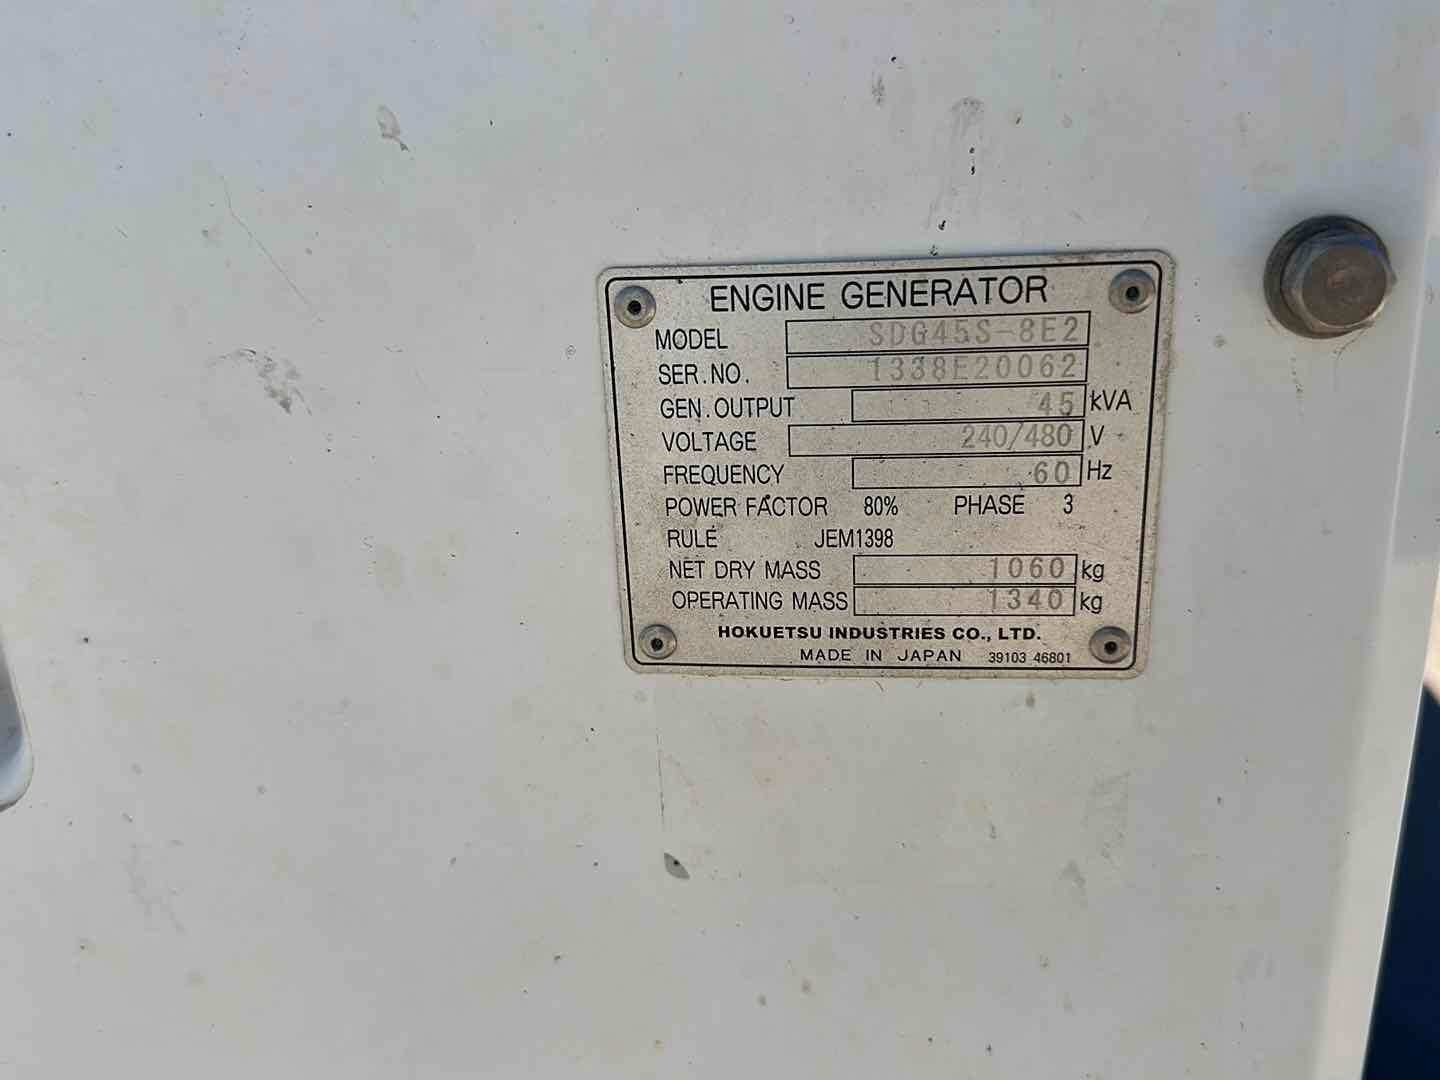 ENGINE GENERATOR
MODEL SDG45S-8E2
SER.NO. 1338E20062
GEN.OUTPUT 45 kVA
VOLTAGE 240/480 V
FREQUENCY 60 Hz
POWER FACTOR 80% PHASE 3
RULE JEM1398
NET DRY MASS 1060 kg
OPERATING MASS 1340 kg
HOKUETSU INDUSTRIES CO., LTD.
MADE IN JAPAN 39103 46801